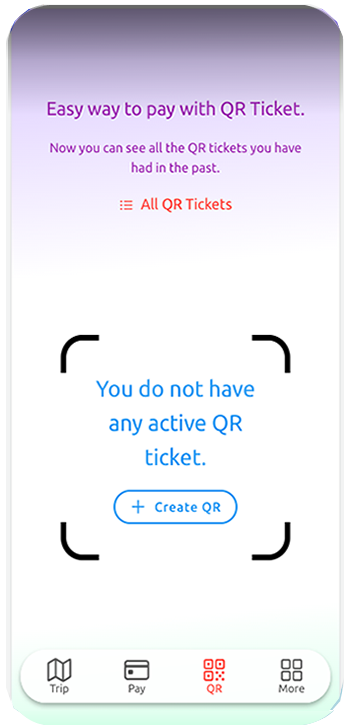 Easy way to pay with QR Ticket.
Now you can see all the QR tickets you have
had in the past.
All QR Tickets
You do not have
any active QR
ticket.
Create QR
Trip
Pay
QR
More